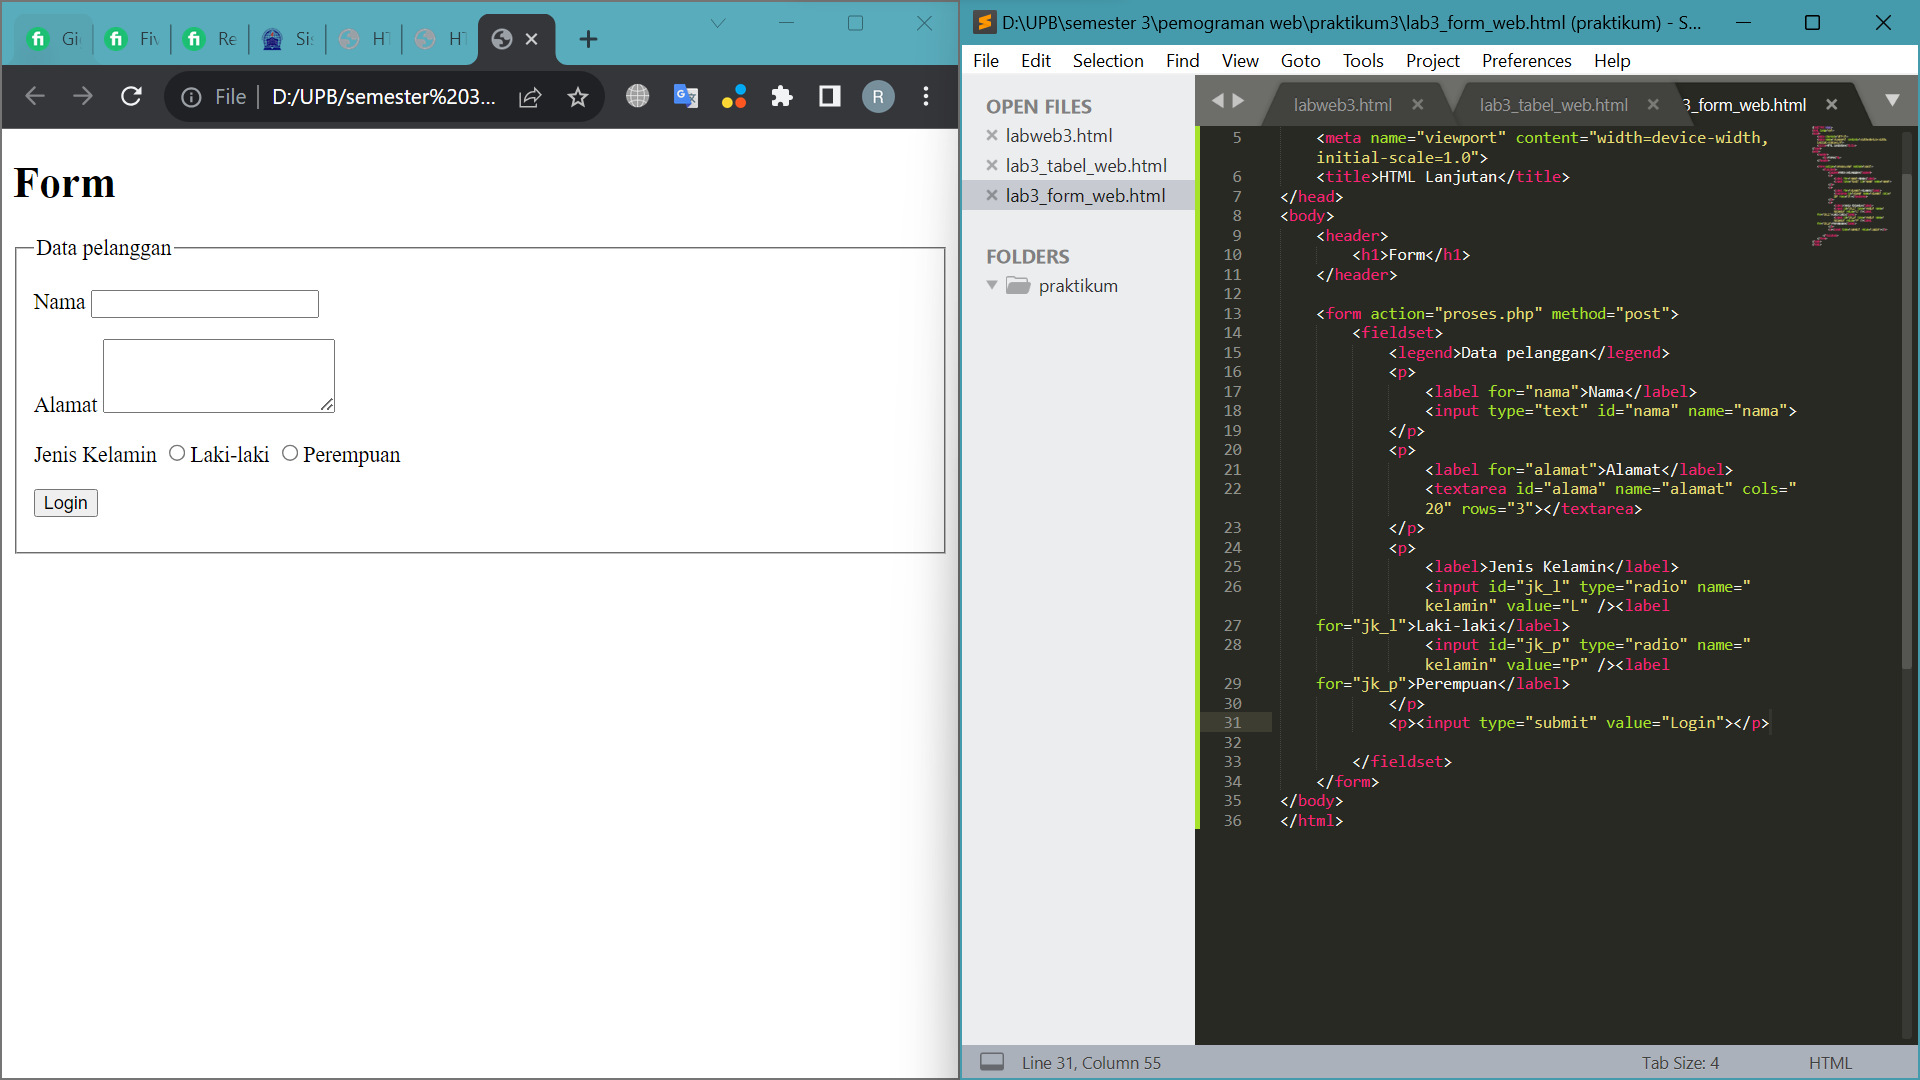 Gi
Fiv
Re
Sis
HT
HT
File
D:/UPB/semester%203...
R
Form
Data pelanggan
Nama
Alamat
Jenis Kelamin Laki-laki Perempuan
Login
D:\UPB\semester 3\pemograman web\praktikum3\lab3_form_web.html (praktikum) - S...
File Edit Selection Find View Goto Tools Project Preferences Help
OPEN FILES
labweb3.html
lab3_tabel_web.html
lab3_form_web.html
FOLDERS
praktikum
labweb3.html
lab3_tabel_web.html
3_form_web.html
5 <meta name="viewport" content="width=device-width,
initial-scale=1.0">
6 <title>HTML Lanjutan</title>
7 </head>
8 <body>
9 <header>
10 <h1>Form</h1>
11 </header>
12
13 <form action="proses.php" method="post">
14 <fieldset>
15 <legend>Data pelanggan</legend>
16 <p>
17 <label for="nama">Nama</label>
18 <input type="text" id="nama" name="nama">
19 </p>
20 <p>
21 <label for="alamat">Alamat</label>
22 <textarea id="alama" name="alamat" cols="
20" rows="3"></textarea>
23 </p>
24 <p>
25 <label>Jenis Kelamin</label>
26 <input id="jk_l" type="radio" name="
kelamin" value="L" /><label
27 for="jk_l">Laki-laki</label>
28 <input id="jk_p" type="radio" name="
kelamin" value="P" /><label
29 for="jk_p">Perempuan</label>
30 </p>
31 <p><input type="submit" value="Login"></p>
32
33 </fieldset>
34 </form>
35 </body>
36 </html>
Line 31, Column 55
Tab Size: 4
HTML